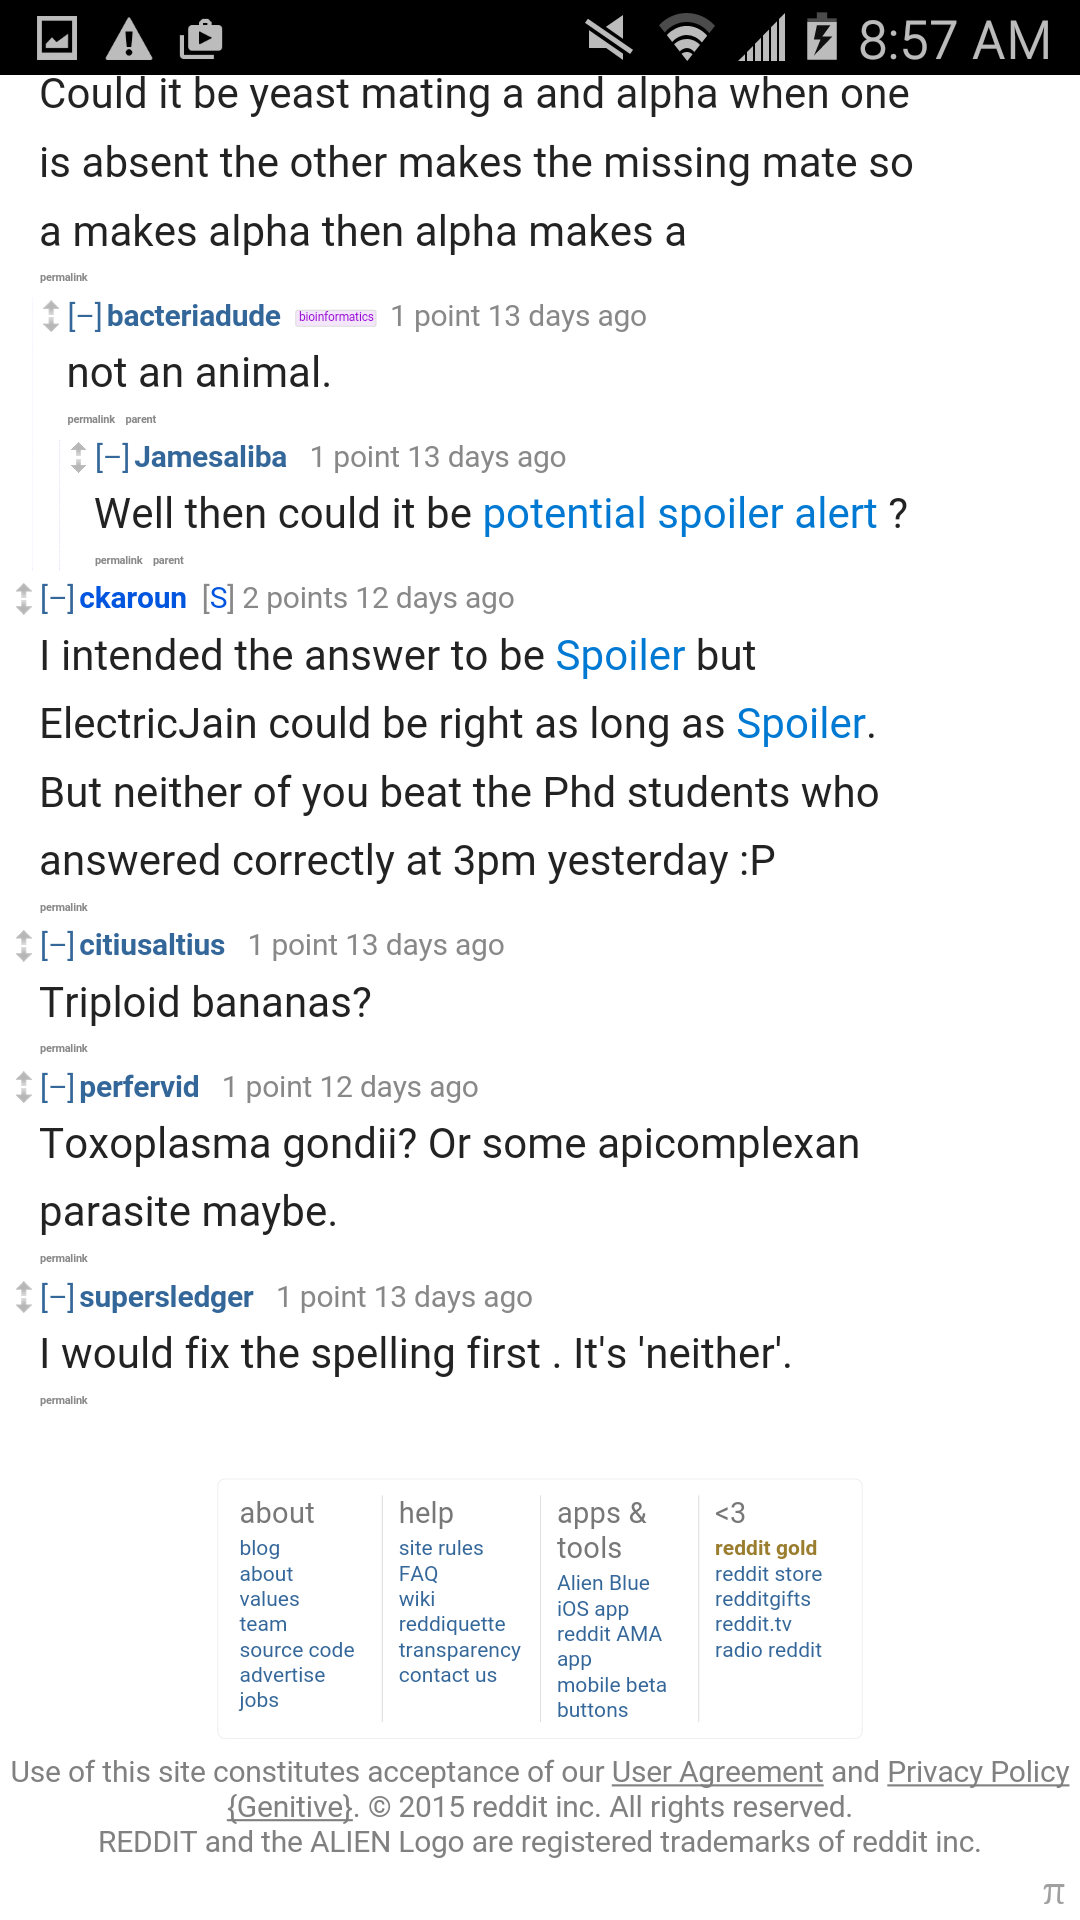 8:57 AM
Could it be yeast mating a and alpha when one
is absent the other makes the missing mate so
a makes alpha then alpha makes a
permalink
[–] bacteriadude bioinformatics 1 point 13 days ago
not an animal.
permalink parent
[–] Jamesaliba 1 point 13 days ago
Well then could it be potential spoiler alert ?
permalink parent
[–] ckaroun [S] 2 points 12 days ago
I intended the answer to be Spoiler but
ElectricJain could be right as long as Spoiler.
But neither of you beat the Phd students who
answered correctly at 3pm yesterday :P
permalink
[–] citiusaltius 1 point 13 days ago
Triploid bananas?
permalink
[–] perfervid 1 point 12 days ago
Toxoplasma gondii? Or some apicomplexan
parasite maybe.
permalink
[–] supersledger 1 point 13 days ago
I would fix the spelling first . It's 'neither'.
permalink
about
blog
about
values
team
source code
advertise
jobs
help
site rules
FAQ
wiki
reddiquette
transparency
contact us
apps &
tools
Alien Blue
iOS app
reddit AMA
app
mobile beta
buttons
<3
reddit gold
reddit store
redditgifts
reddit.tv
radio reddit
Use of this site constitutes acceptance of our User Agreement and Privacy Policy
{Genitive}. © 2015 reddit inc. All rights reserved.
REDDIT and the ALIEN Logo are registered trademarks of reddit inc.
π